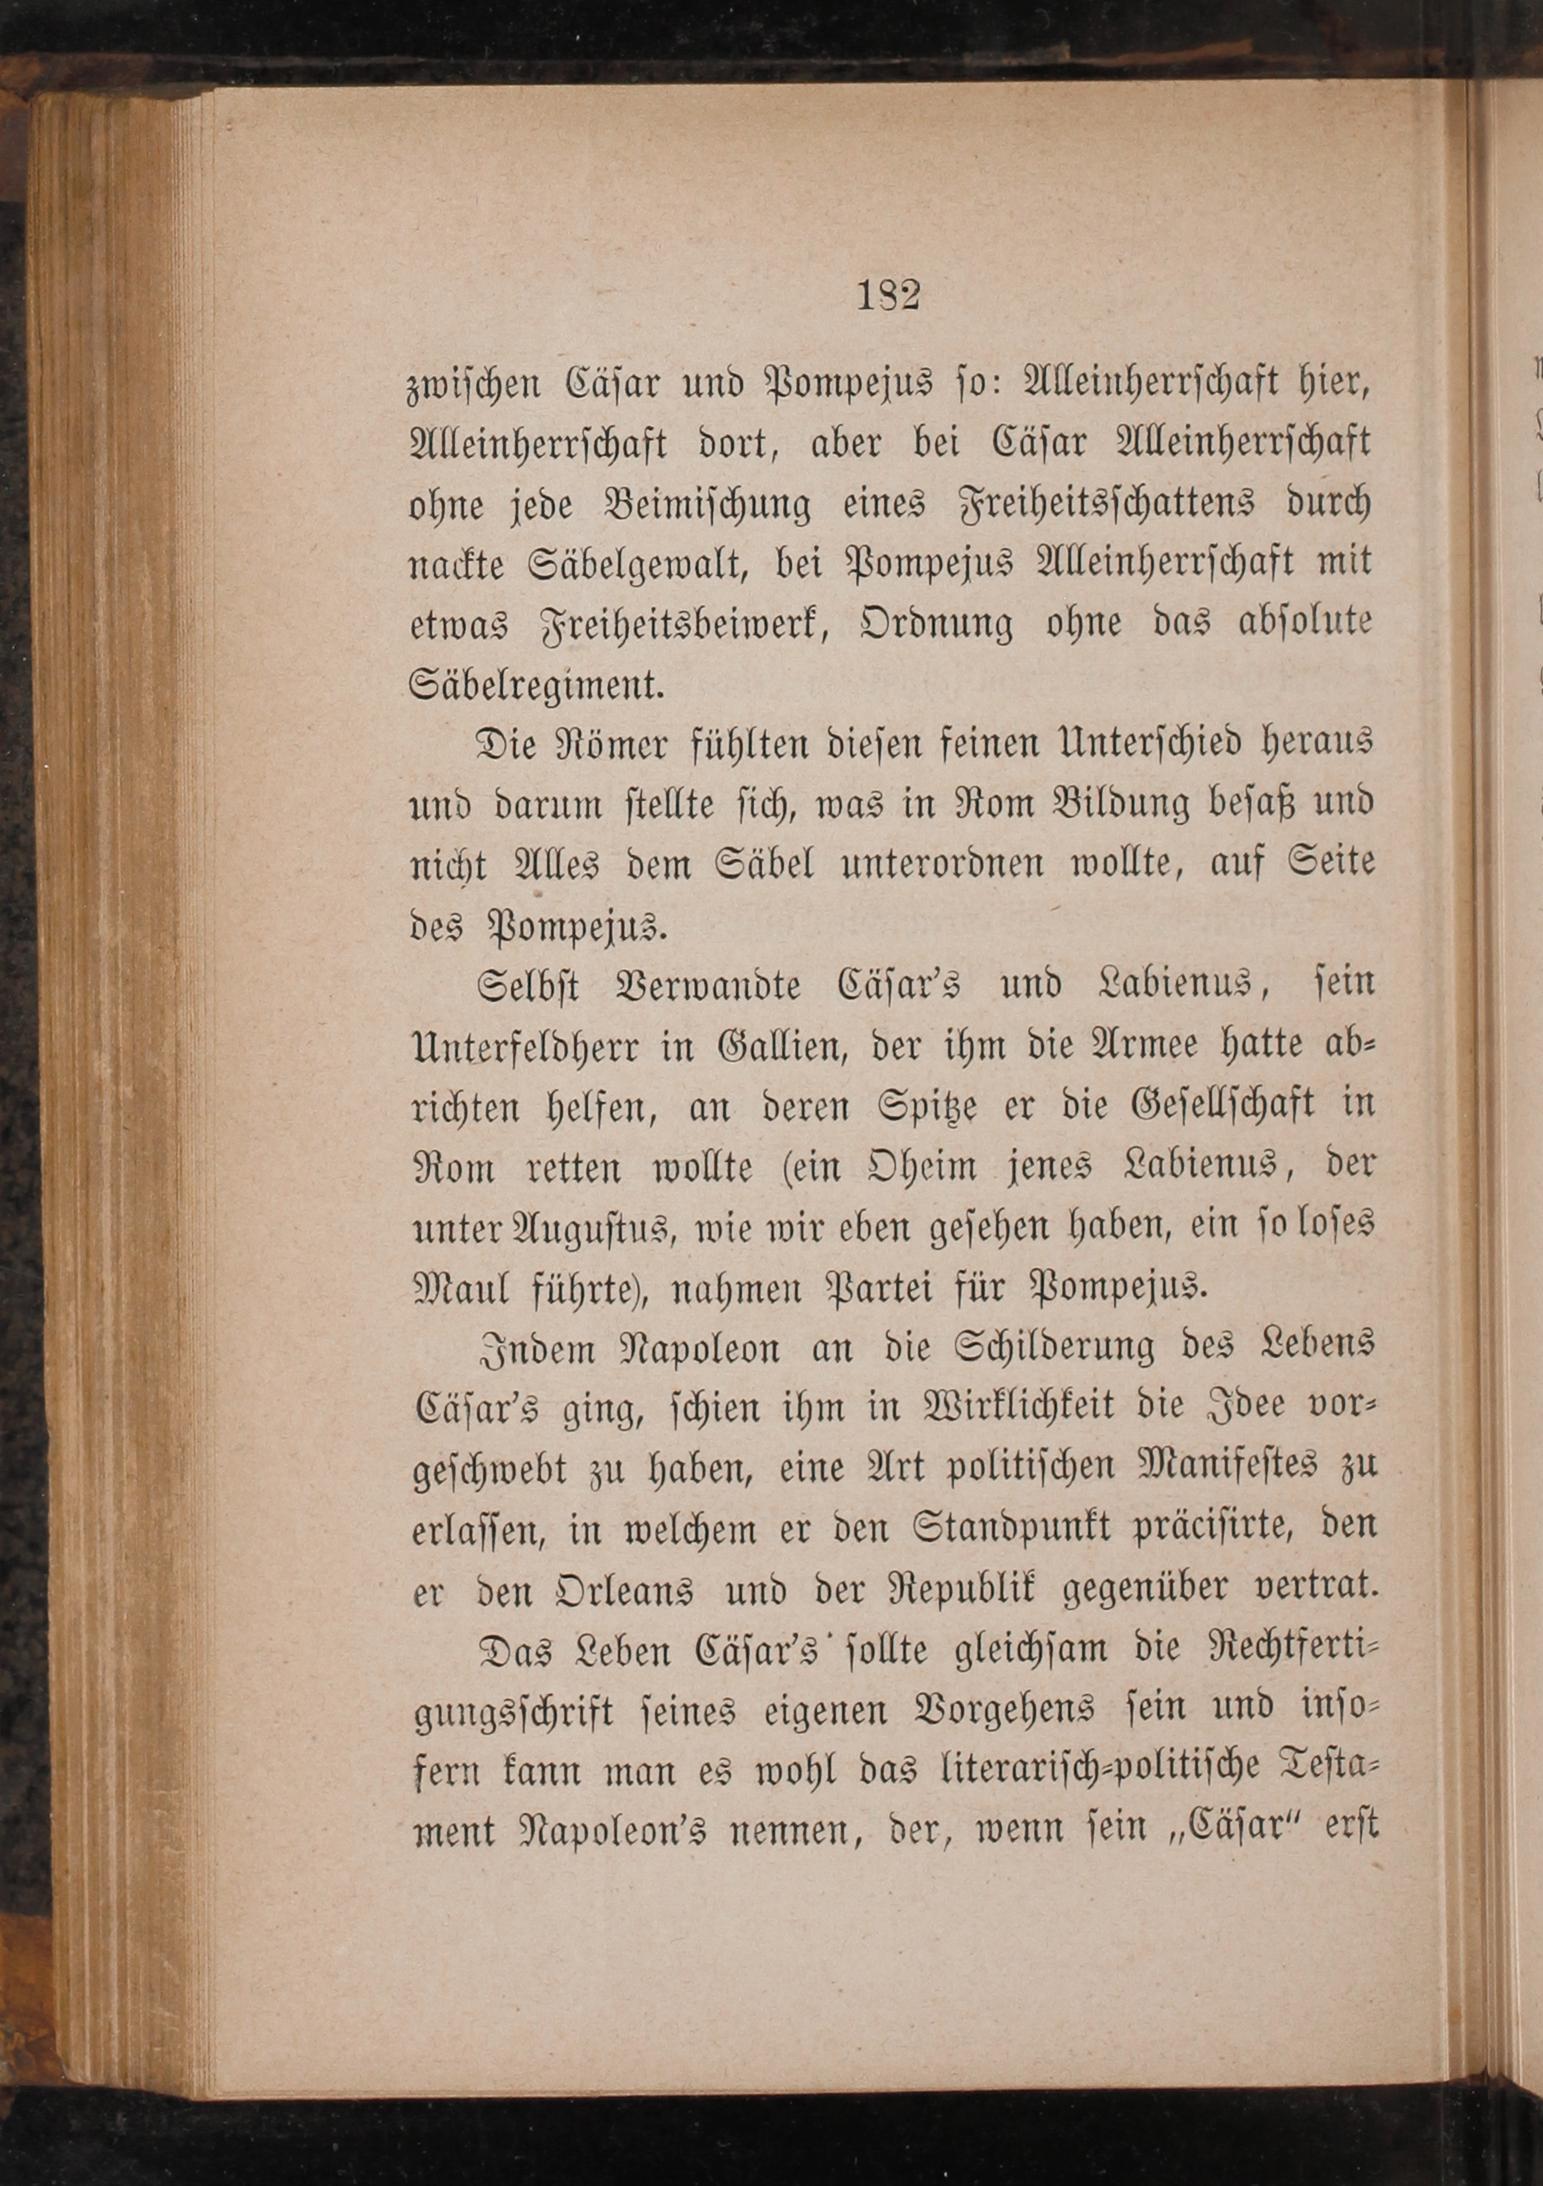 182
zwiſchen Cäſar und Pompejus ſo: Alleinherrſchaft hier,
Alleinherrſchaft dort, aber bei Cäſar Alleinherrſchaft
ohne jede Beimiſchung eines Freiheitsſchattens durch
nackte Säbelgewalt, bei Pompejus Alleinherrſchaft mit
etwas Freiheitsbeiwerk, Ordnung ohne das abſolute
Säbelregiment.
Die Römer fühlten dieſen feinen Unterſchied heraus
und darum ſtellte ſich, was in Rom Bildung beſaß und
nicht Alles dem Säbel unterordnen wollte, auf Seite
des Pompejus.
Selbſt Verwandte Cäſar's und Labienus, ſein
Unterfeldherr in Gallien, der ihm die Armee hatte ab⸗
richten helfen, an deren Spitze er die Geſellſchaft in
Rom retten wollte (ein Oheim jenes Labienus, der
unter Auguſtus, wie wir eben geſehen haben, ein ſo loſes
Maul führte), nahmen Partei für Pompejus.
Indem Napoleon an die Schilderung des Lebens
Cäſar's ging, ſchien ihm in Wirklichkeit die Idee vor⸗
geſchwebt zu haben, eine Art politiſchen Manifeſtes zu
erlaſſen, in welchem er den Standpunkt präciſirte, den
er den Orleans und der Republik gegenüber vertrat.
Das Leben Cäſar's ſollte gleichſam die Rechtferti⸗
gungsſchrift ſeines eigenen Vorgehens ſein und inſo⸗
fern kann man es wohl das literariſch⸗politiſche Teſta⸗
ment Napoleon's nennen, der, wenn ſein „Cäſar“ erſt